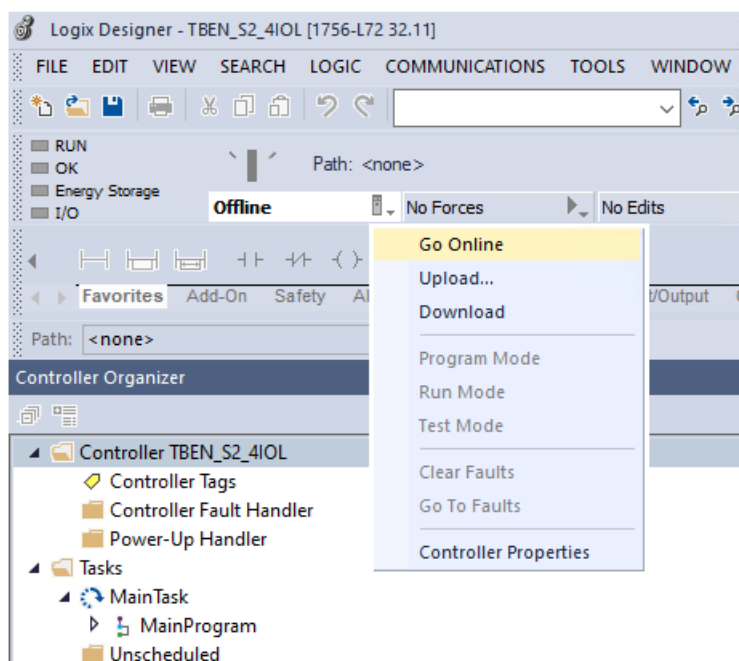 Logix Designer - TBEN_S2_4IOL [1756-L72 32.11]
FILE EDIT VIEW SEARCH LOGIC COMMUNICATIONS TOOLS WINDOW
RUN
OK
Energy Storage
I/O
Path: <none>
Offline
No Forces
No Edits
Go Online
Upload...
Download
Program Mode
Run Mode
Test Mode
Clear Faults
Go To Faults
Controller Properties
Favorites Add-On Safety t/Output
Path: <none>
Controller Organizer
Controller TBEN_S2_4IOL
Controller Tags
Controller Fault Handler
Power-Up Handler
Tasks
MainTask
MainProgram
Unscheduled